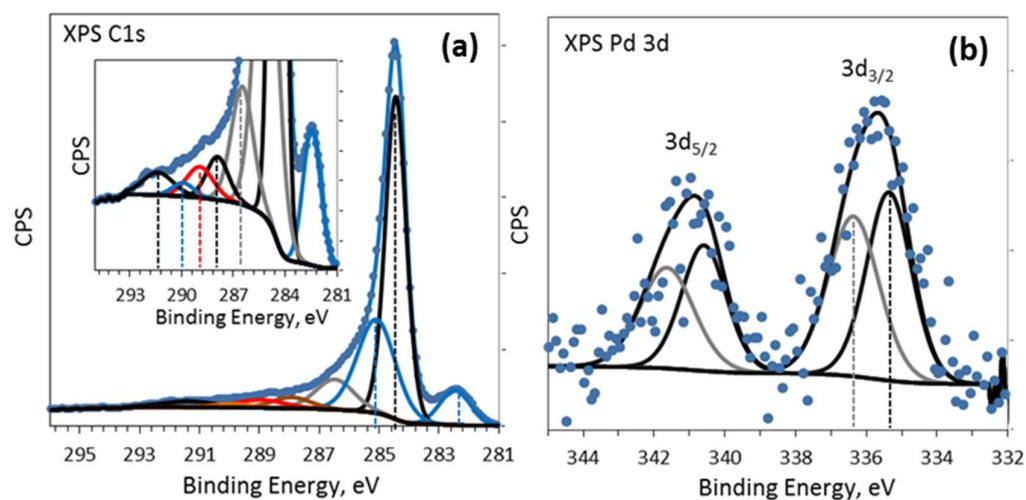 XPS C1s
(a)
CPS
CPS
293 290 287 284 281
Binding Energy, eV
295 293 291 289 287 285 283 281
Binding Energy, eV
XPS Pd 3d
(b)
3d3/2
3d5/2
CPS
344 342 340 338 336 334 332
Binding Energy, eV